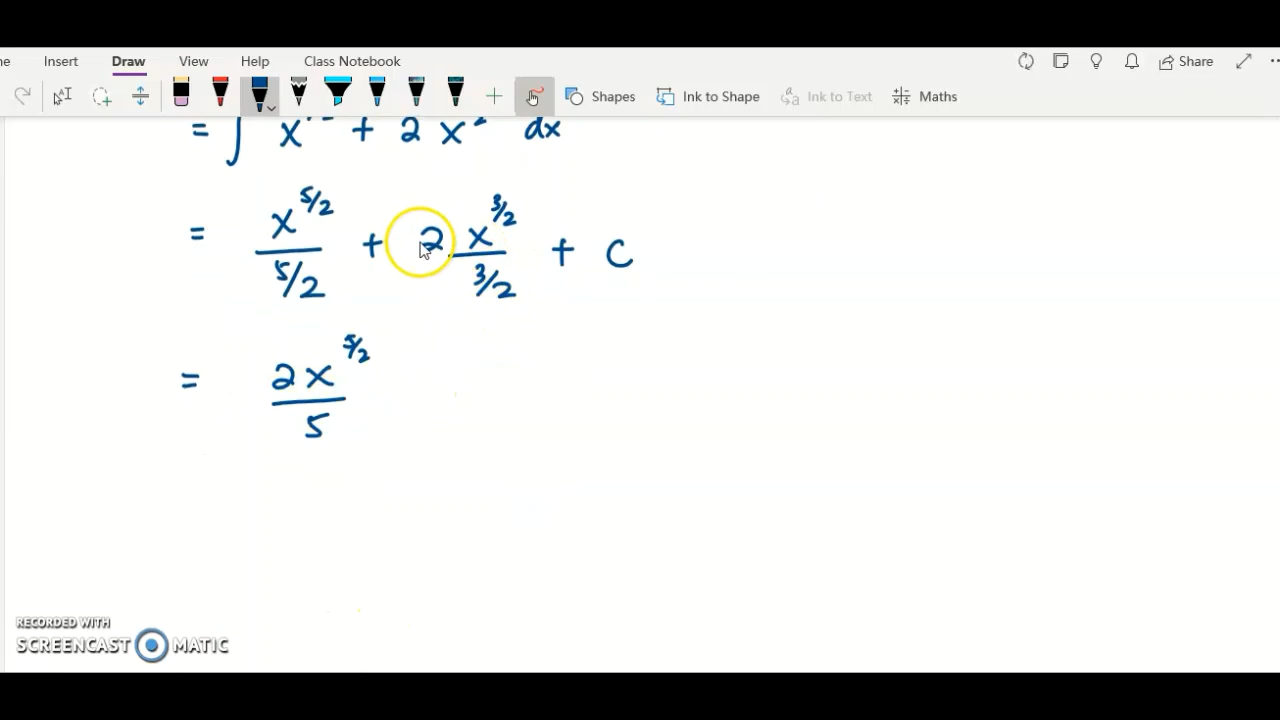 Insert Draw View Help Class Notebook Share
Shapes Ink to Shape Ink to Text Maths
= ∫ x + 2 x dx
= x^5/2 / 5/2 + 2 x^3/2 / 3/2 + c
= 2x^5/2 / 5
RECORDED WITH
SCREENCAST MATIC